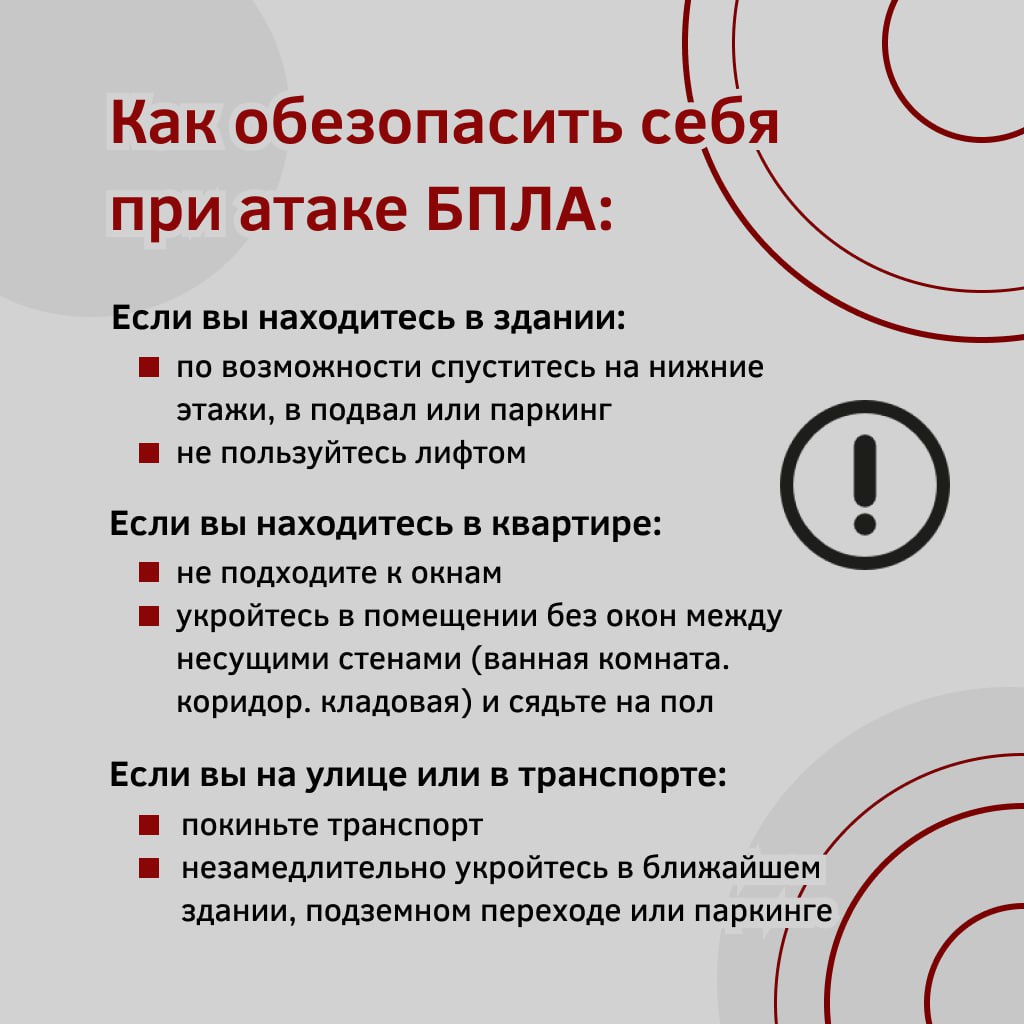 Как обезопасить себя
при атаке БПЛА:
Если вы находитесь в здании:
по возможности спуститесь на нижние
этажи, в подвал или паркинг
не пользуйтесь лифтом
Если вы находитесь в квартире:
не подходите к окнам
укройтесь в помещении без окон между
несущими стенами (ванная комната.
коридор. кладовая) и сядьте на пол
Если вы на улице или в транспорте:
покиньте транспорт
незамедлительно укройтесь в ближайшем
здании, подземном переходе или паркинге